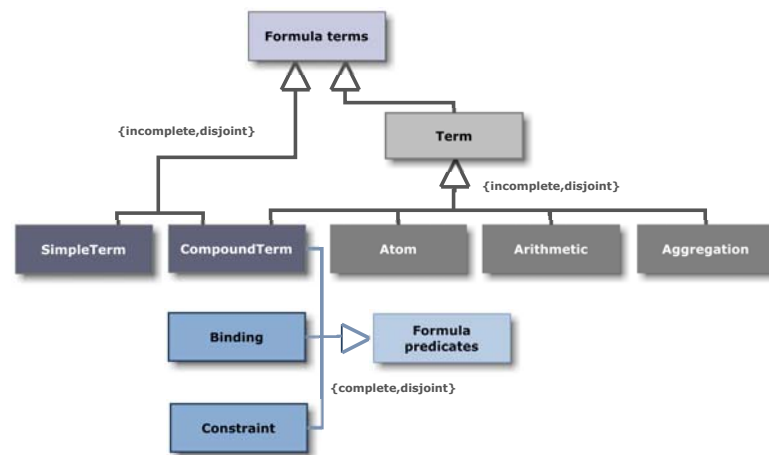 Formula terms
{incomplete,disjoint}
Term
{incomplete,disjoint}
SimpleTerm
CompoundTerm
Atom
Arithmetic
Aggregation
Binding
Formula
predicates
{complete,disjoint}
Constraint